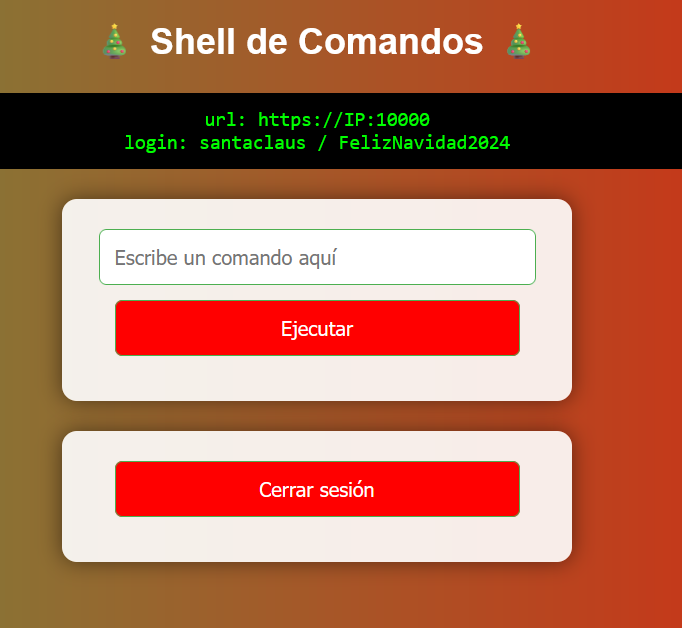 🎄 Shell de Comandos 🎄
url: https://IP:10000
login: santaclaus / FelizNavidad2024
Escribe un comando aquí
Ejecutar
Cerrar sesión